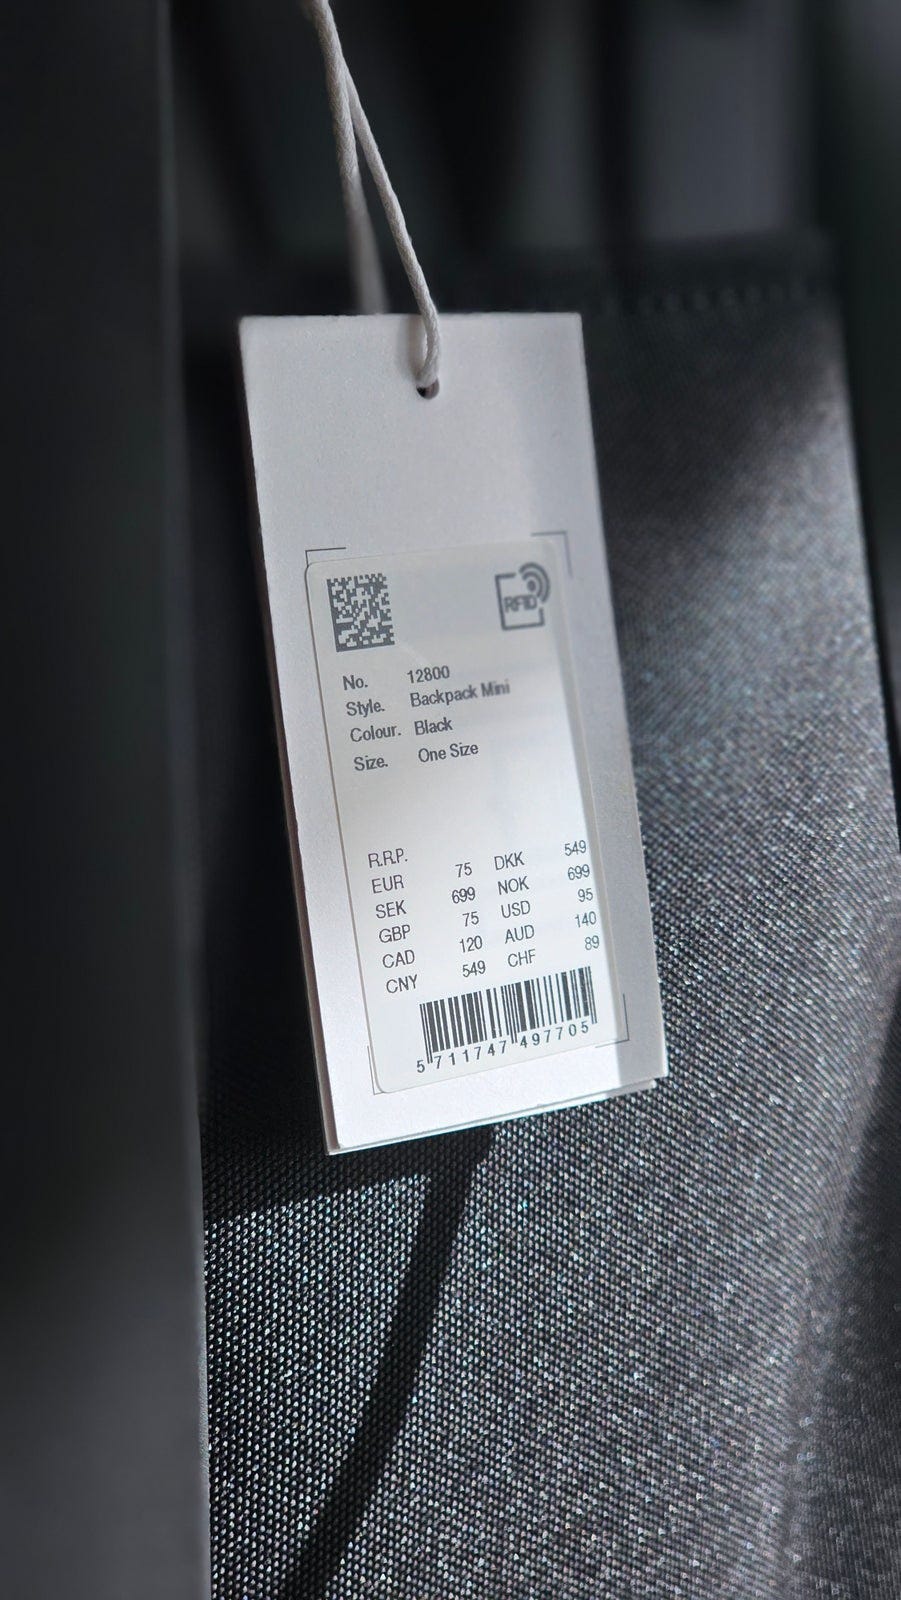 RFID
No. 12800
Style. Backpack Mini
Colour. Black
Size. One Size
R.R.P.
EUR 75 DKK 549
SEK 699 NOK 699
GBP 75 USD 95
CAD 120 AUD 140
CNY 549 CHF 89
5 711747 497705